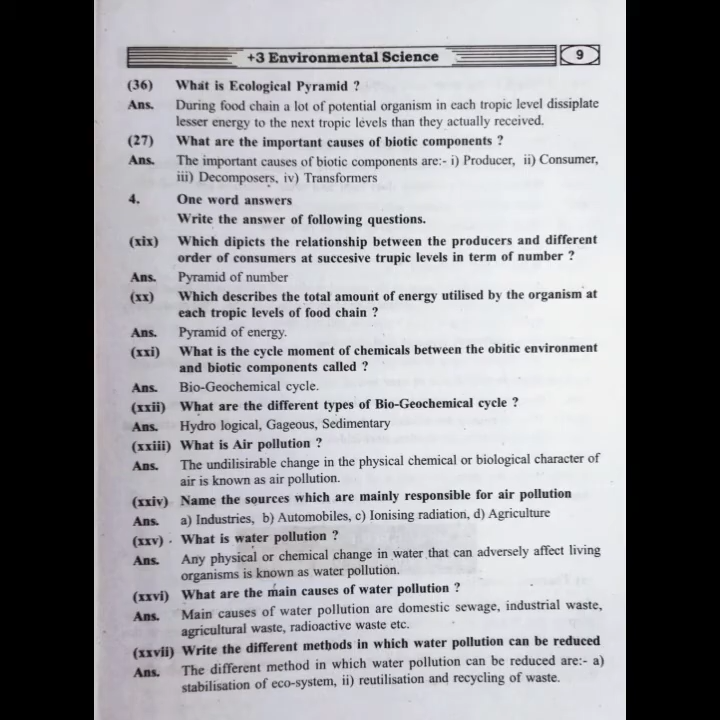 +3 Environmental Science 9
(36) What is Ecological Pyramid ?
Ans. During food chain a lot of potential organism in each tropic level dissiplate
lesser energy to the next tropic levels than they actually received.
(27) What are the important causes of biotic components ?
Ans. The important causes of biotic components are:- i) Producer, ii) Consumer,
iii) Decomposers, iv) Transformers
4. One word answers
Write the answer of following questions.
(xix) Which dipicts the relationship between the producers and different
order of consumers at succesive trupic levels in term of number ?
Ans. Pyramid of number
(xx) Which describes the total amount of energy utilised by the organism at
each tropic levels of food chain ?
Ans. Pyramid of energy.
(xxi) What is the cycle moment of chemicals between the obitic environment
and biotic components called ?
Ans. Bio-Geochemical cycle.
(xxii) What are the different types of Bio-Geochemical cycle ?
Ans. Hydro logical, Gageous, Sedimentary
(xxiii) What is Air pollution ?
Ans. The undilisirable change in the physical chemical or biological character of
air is known as air pollution.
(xxiv) Name the sources which are mainly responsible for air pollution
Ans. a) Industries, b) Automobiles, c) Ionising radiation, d) Agriculture
(xxv) What is water pollution ?
Ans. Any physical or chemical change in water that can adversely affect living
organisms is known as water pollution.
(xxvi) What are the main causes of water pollution ?
Ans. Main causes of water pollution are domestic sewage, industrial waste,
agricultural waste, radioactive waste etc.
(xxvii) Write the different methods in which water pollution can be reduced
Ans. The different method in which water pollution can be reduced are:- a)
stabilisation of eco-system, ii) reutilisation and recycling of waste.